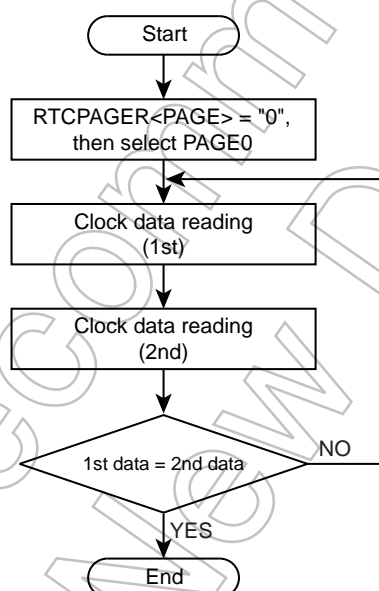 Start
RTCPAGER<PAGE> = "0",
then select PAGE0
Clock data reading
(1st)
Clock data reading
(2nd)
1st data = 2nd data
NO
YES
End